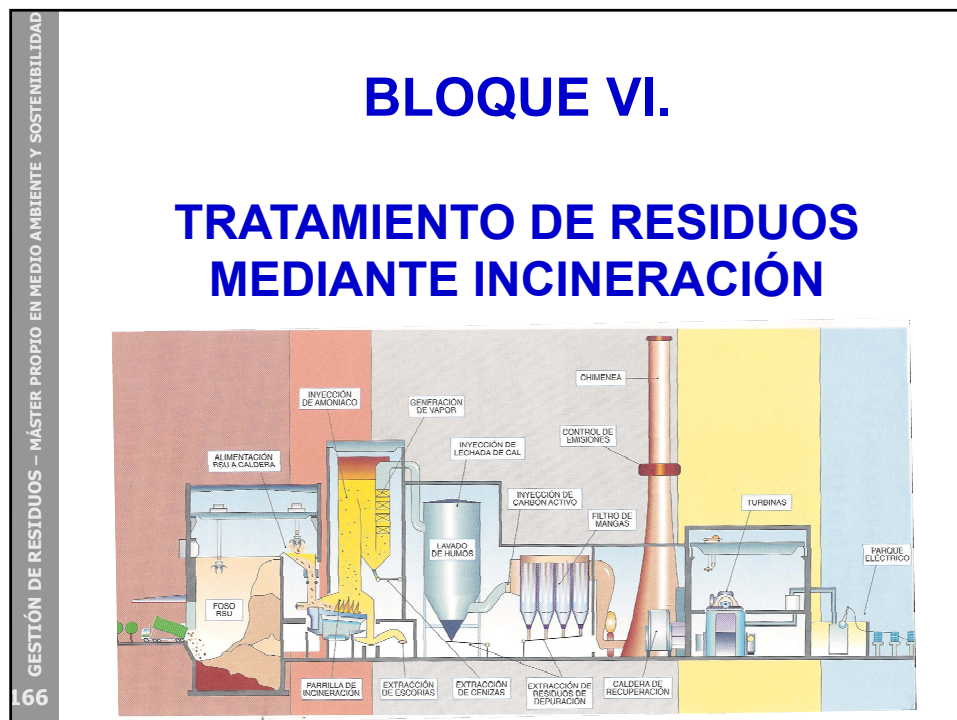 GESTIÓN DE RESIDUOS – MÁSTER PROPIO EN MEDIO AMBIENTE Y SOSTENIBILIDAD
166
BLOQUE VI.
TRATAMIENTO DE RESIDUOS
MEDIANTE INCINERACIÓN
CHIMENEA
INYECCIÓN
DE AMONIACO
GENERACIÓN
DE VAPOR
CONTROL DE
EMISIONES
INYECCIÓN DE
LECHADA DE CAL
ALIMENTACIÓN
RSU A CALDERA
INYECCIÓN DE
CARBÓN ACTIVO
TURBINAS
FILTRO DE
MANGAS
LAVADO
DE HUMOS
PARQUE
ELÉCTRICO
FOSO
RSU
PARRILLA DE
INCINERACIÓN
EXTRACCIÓN
DE ESCORIAS
EXTRACCIÓN
DE CENIZAS
EXTRACCIÓN DE
RESIDUOS DE
DEPURACIÓN
CALDERA DE
RECUPERACIÓN